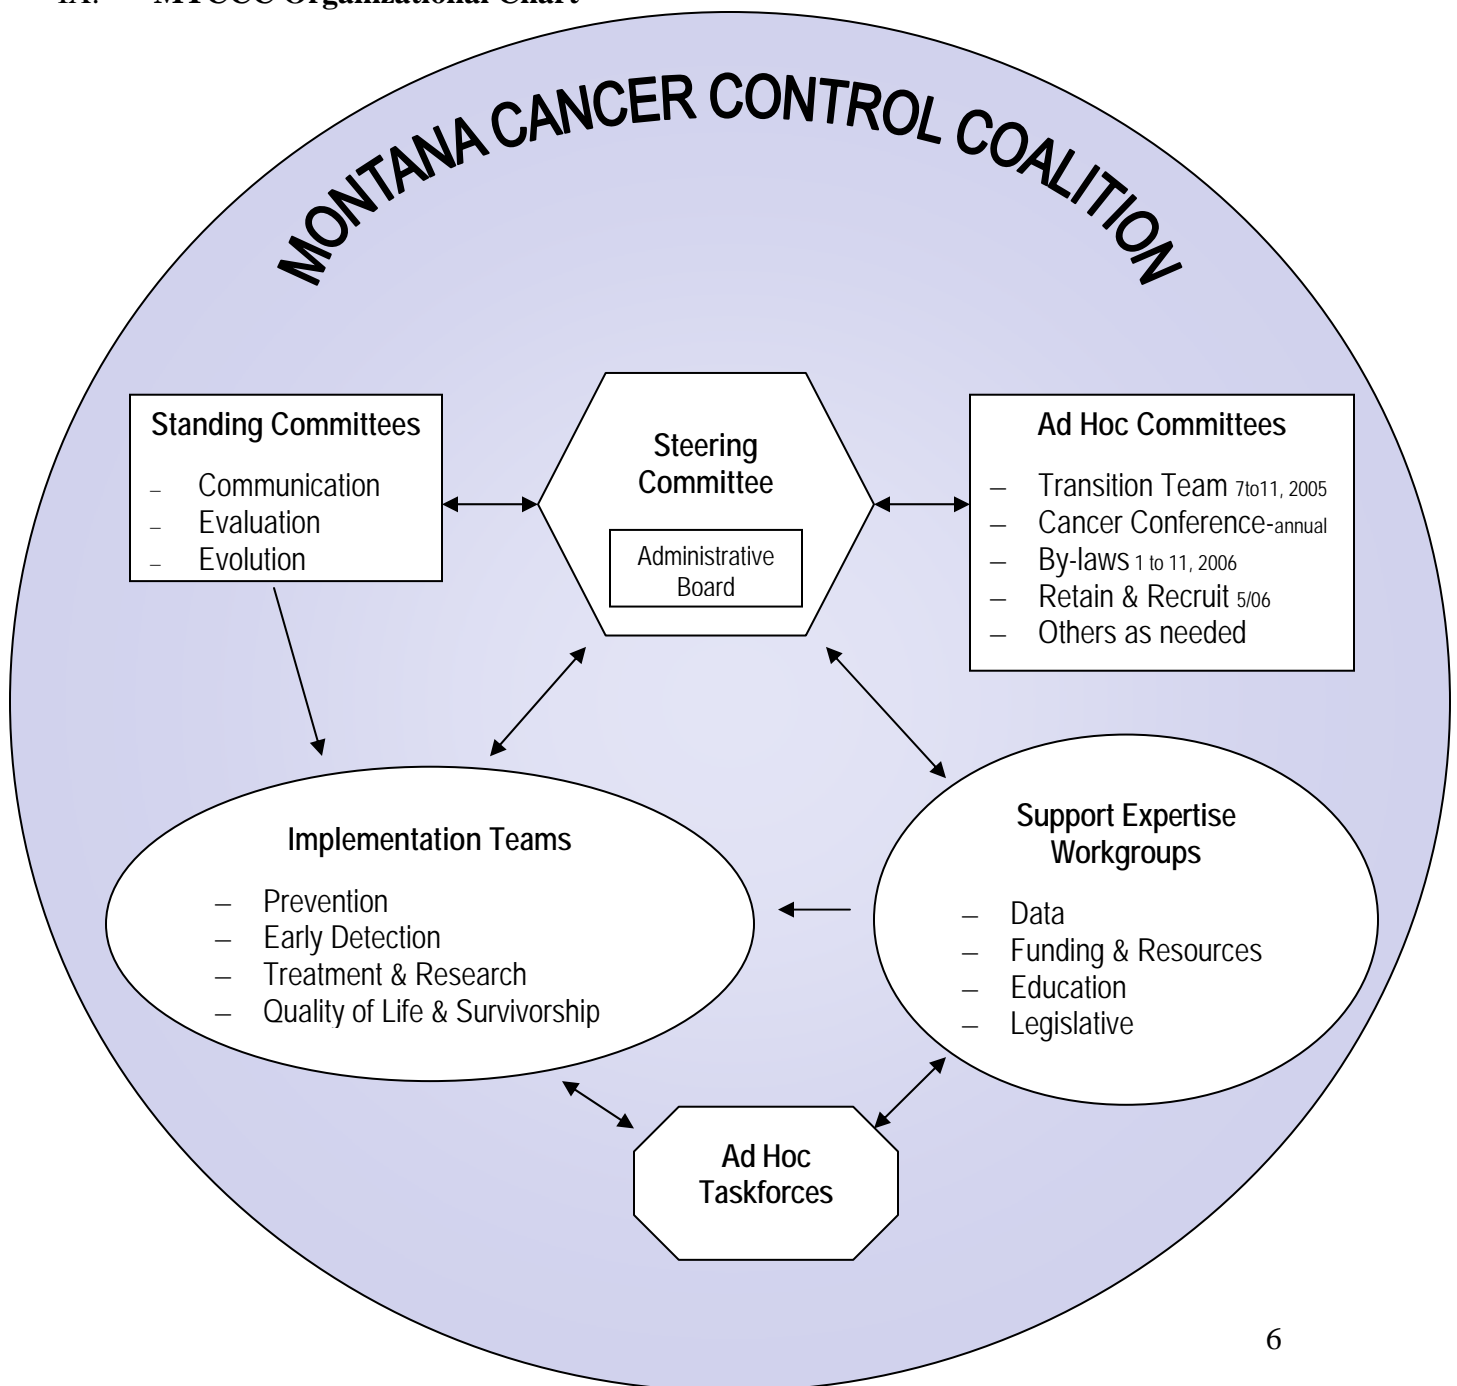 MTCCC Organizational Chart
MONTANA CANCER CONTROL COALITION
Standing Committees
– Communication
– Evaluation
– Evolution
Steering
Committee
Administrative
Board
Ad Hoc Committees
– Transition Team 7to11, 2005
– Cancer Conference-annual
– By-laws 1 to 11, 2006
– Retain & Recruit 5/06
– Others as needed
Implementation Teams
– Prevention
– Early Detection
– Treatment & Research
– Quality of Life & Survivorship
Support Expertise
Workgroups
– Data
– Funding & Resources
– Education
– Legislative
Ad Hoc
Taskforces
6